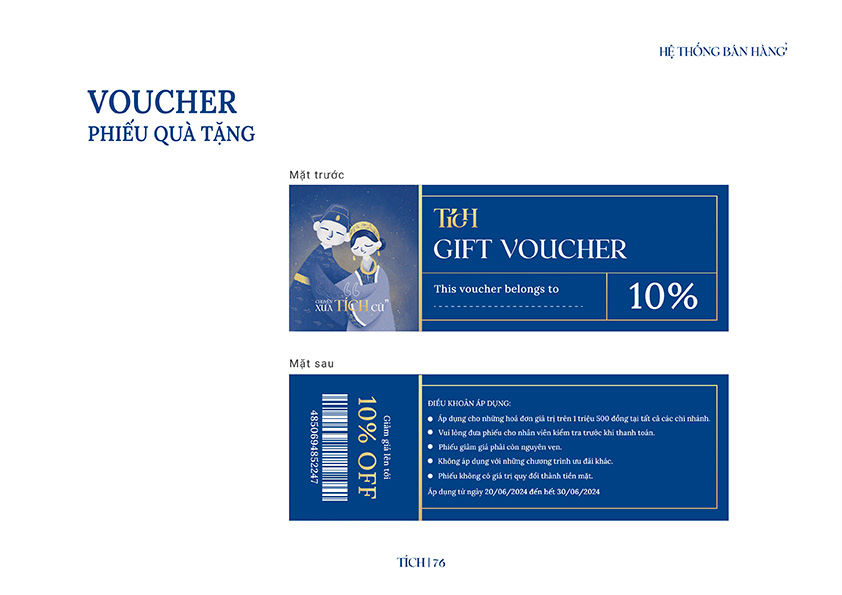 HỆ THỐNG BÁN HÀNG
VOUCHER
PHIẾU QUÀ TẶNG
Mặt trước
TíCH
GIFT VOUCHER
This voucher belongs to
10%
CHUYỆN
XƯA TÍCH CŨ
Mặt sau
Giảm giá lên tới
10% OFF
4850694852247
ĐIỀU KHOẢN ÁP DỤNG:
Áp dụng cho những hoá đơn giá trị trên 1 triệu 500 đồng tại tất cả các chi nhánh.
Vui lòng đưa phiếu cho nhân viên kiểm tra trước khi thanh toán.
Phiếu giảm giá phải còn nguyên vẹn.
Không áp dụng với những chương trình ưu đãi khác.
Phiếu không có giá trị quy đổi thành tiền mặt.
Áp dụng từ ngày 20/06/2024 đến hết 30/06/2024
TÍCH | 76